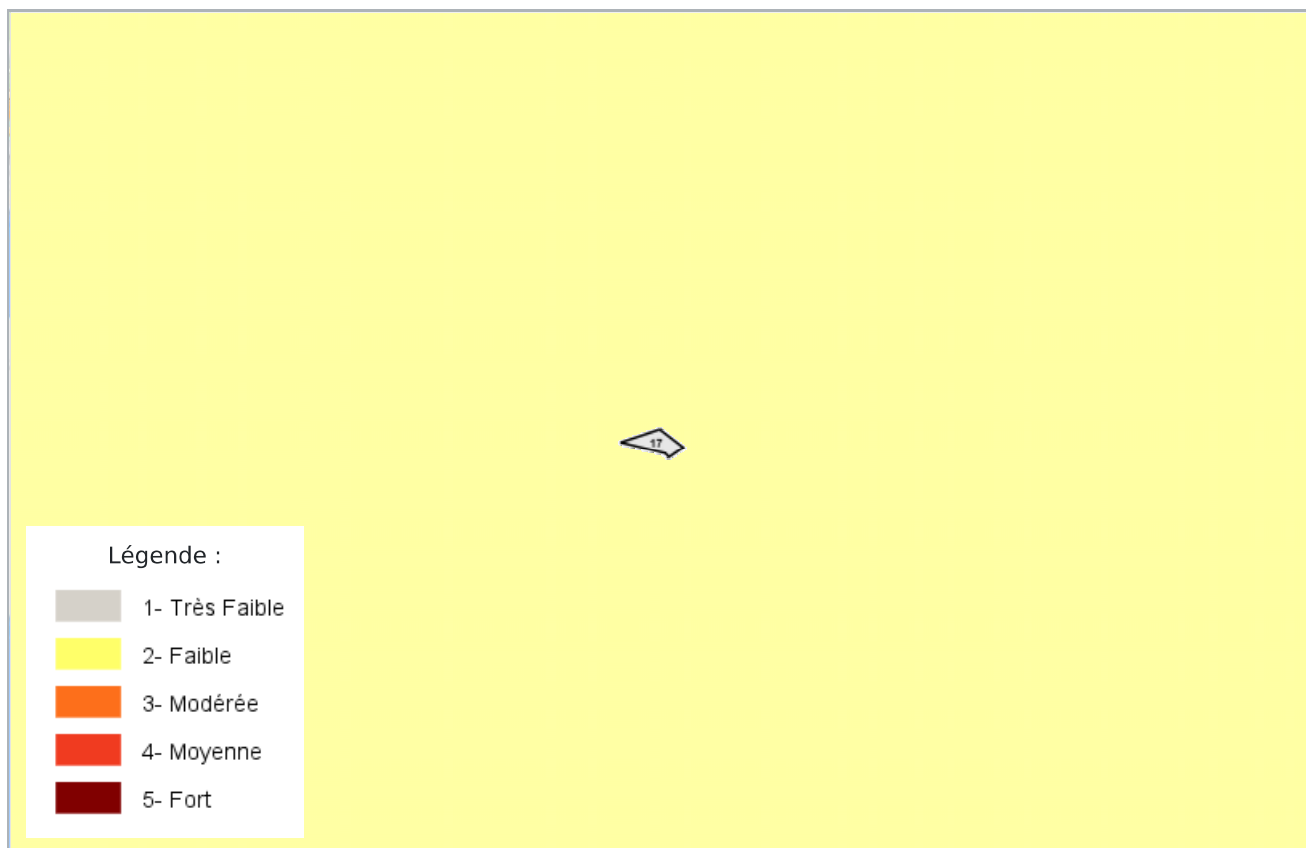 17
Légende :
1- Très Faible
2- Faible
3- Modérée
4- Moyenne
5- Fort